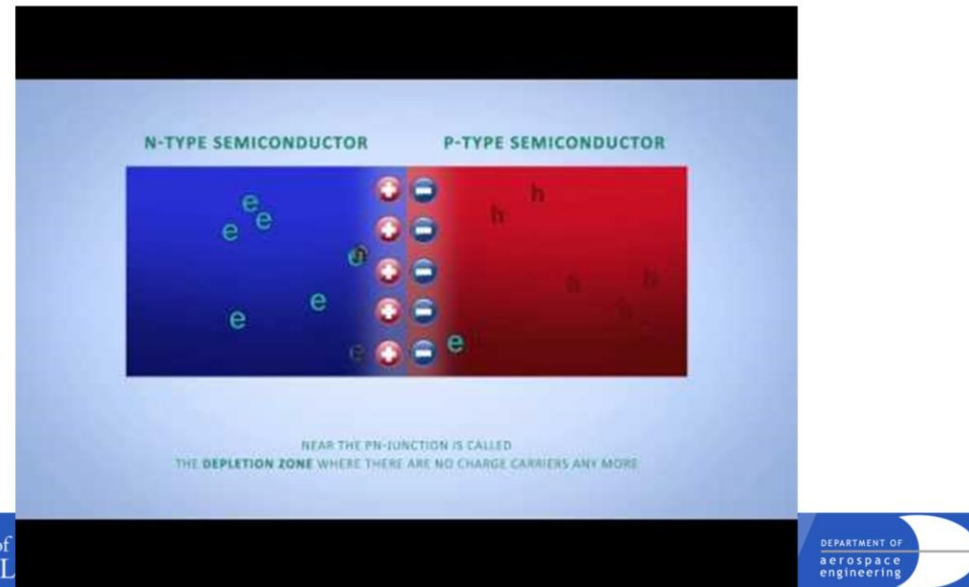 N-TYPE SEMICONDUCTOR P-TYPE SEMICONDUCTOR
e
h
e
e
h
e
h
h
e
h
e
e
e
NEAR THE PN-JUNCTION IS CALLED
THE DEPLETION ZONE WHERE THERE ARE NO CHARGE CARRIERS ANY MORE
of
L
DEPARTMENT OF
aerospace
engineering